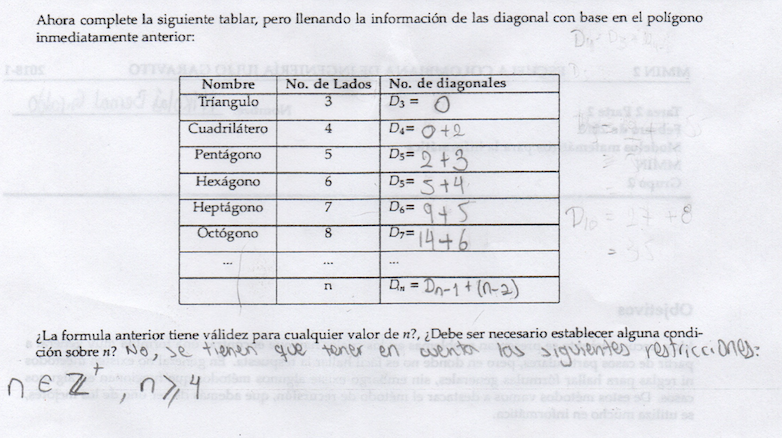 Ahora complete la siguiente tablar, pero llenando la información de las diagonal con base en el polígono
inmediatamente anterior:
Nombre No. de Lados No. de diagonales
Triangulo 3 D₃ = 0
Cuadrilátero 4 D₄= 0+2
Pentágono 5 D₅= 2+3
Hexágono 6 D₅= 5+4
Heptágono 7 D₆= 9+5
Octógono 8 D₇= 14+6
... ... ...
n Dₙ = Dn-1 + (n-2)
D₁₀ = 27 + 8
= 35
¿La formula anterior tiene válidez para cualquier valor de n?, ¿Debe ser necesario establecer alguna condi-
ción sobre n? No, se tienen que tener en cuenta las siguientes restricciones:
n ∈ ℤ⁺, n ⩾ 4